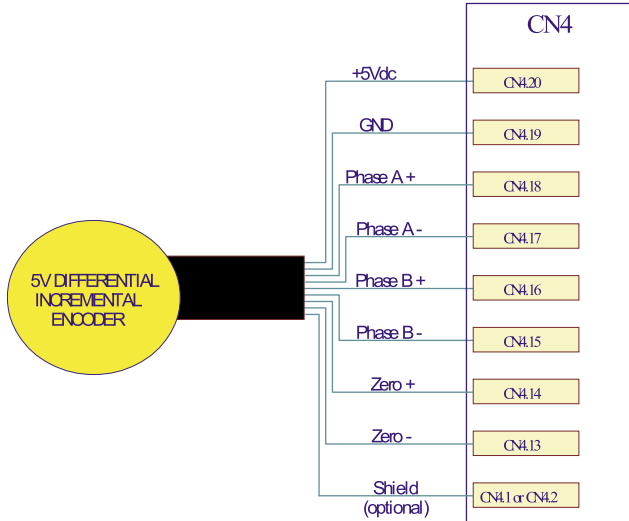 CN4
+5Vdc
CN4.20
GND
CN4.19
Phase A +
CN4.18
Phase A -
CN4.17
5V DIFFERENTIAL
INCREMENTAL
ENCODER
Phase B +
CN4.16
Phase B -
CN4.15
Zero +
CN4.14
Zero -
CN4.13
Shield
(optional)
CN4.1 or CN4.2